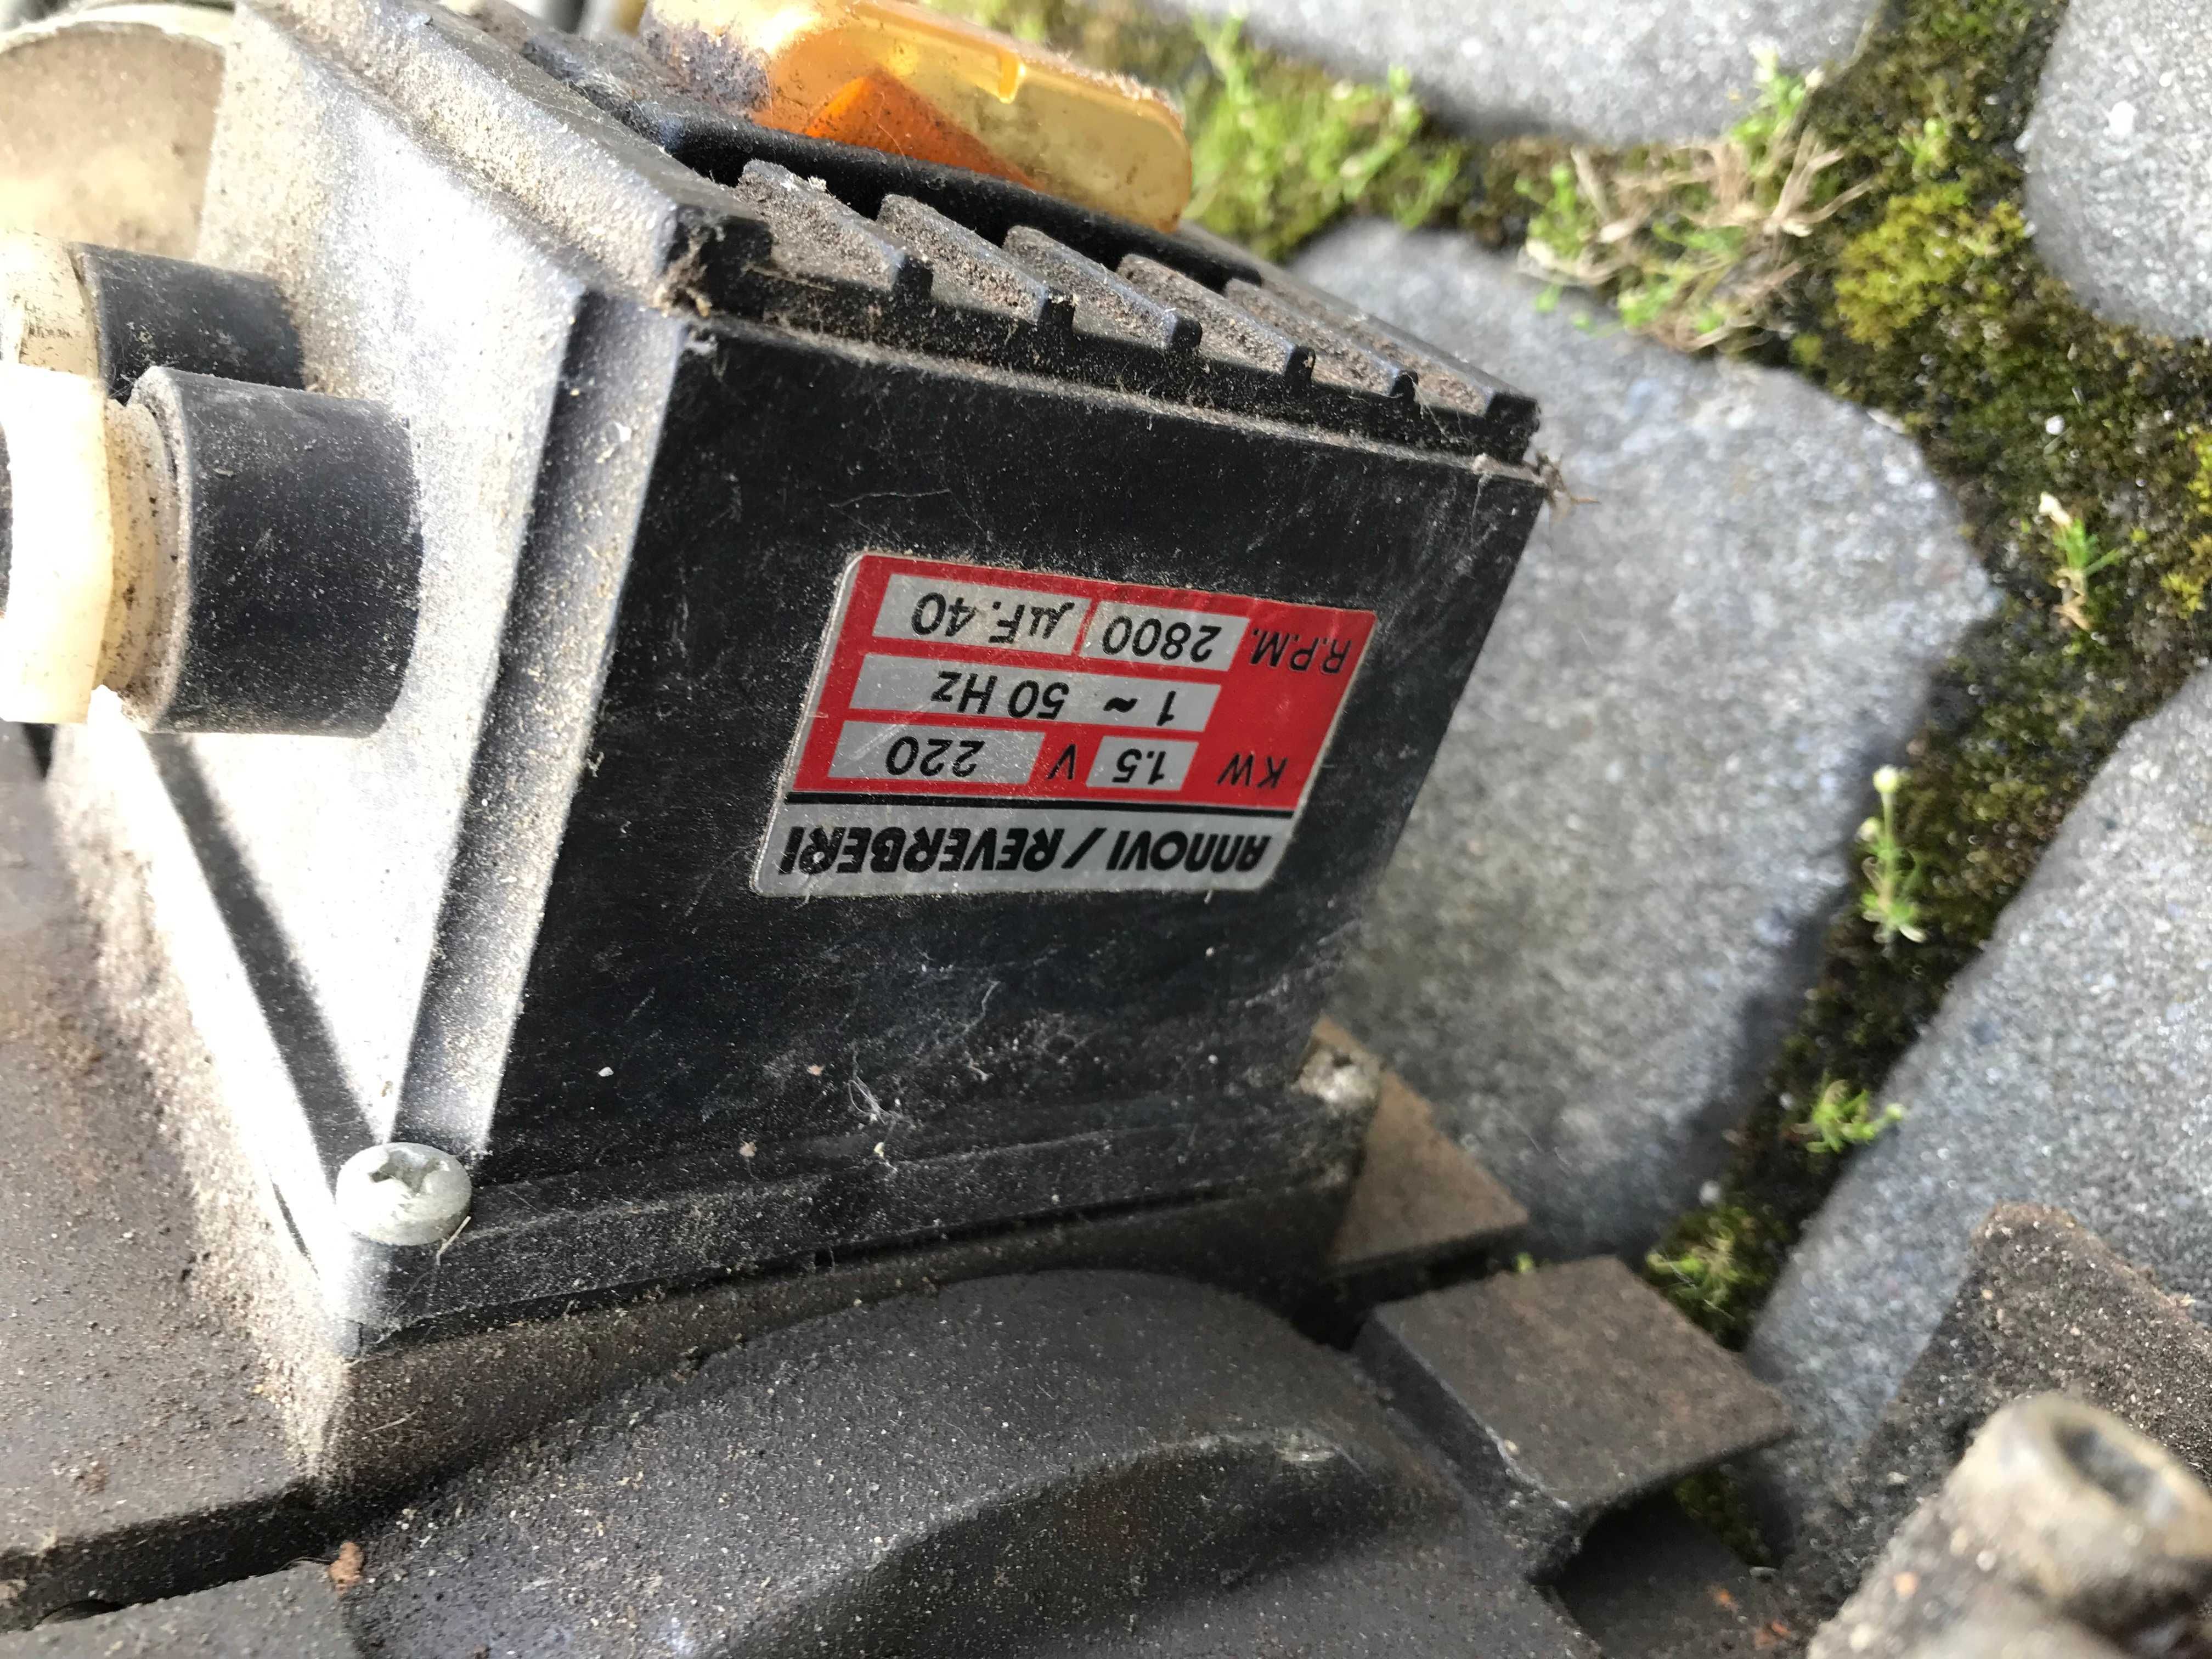 ANNOVI / REVERBERI
KW 1.5 V 220
1 ~ 50 Hz
R.P.M. 2800 µF. 40